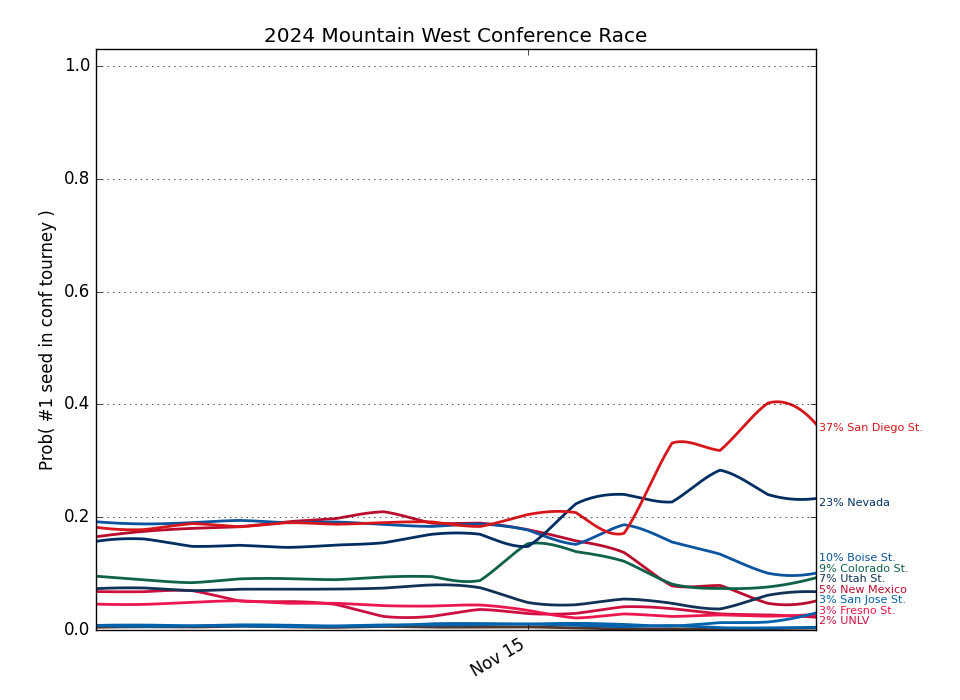 2024 Mountain West Conference Race
Prob( #1 seed in conf tourney )
1.0
0.8
0.6
0.4
0.2
0.0
Nov 15
37% San Diego St.
23% Nevada
10% Boise St.
9% Colorado St.
7% Utah St.
5% New Mexico
3% San Jose St.
3% Fresno St.
2% UNLV